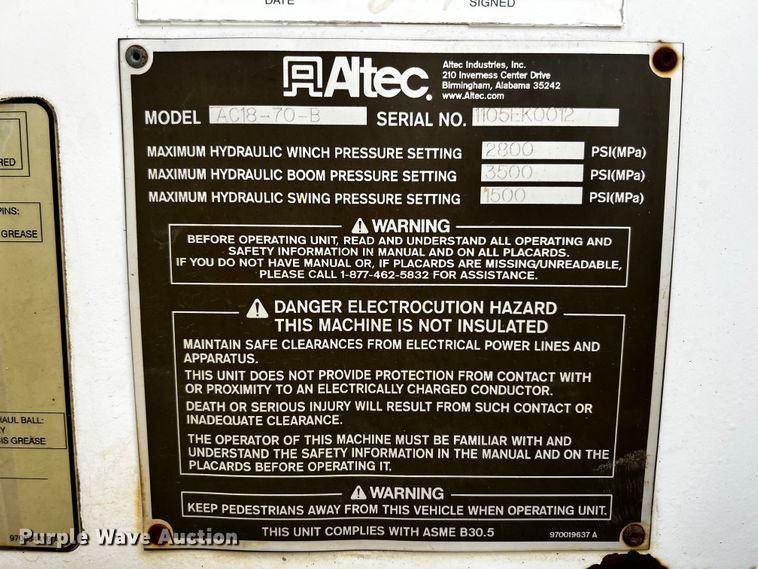 DATE
SIGNED
Altec.
Altec Industries, Inc.
210 Inverness Center Drive
Birmingham, Alabama 35242
www.Altec.com
MODEL AC18-70-B SERIAL NO. 1105EK0012
MAXIMUM HYDRAULIC WINCH PRESSURE SETTING 2800 PSI(MPa)
MAXIMUM HYDRAULIC BOOM PRESSURE SETTING 3500 PSI(MPa)
MAXIMUM HYDRAULIC SWING PRESSURE SETTING 1500 PSI(MPa)
WARNING
BEFORE OPERATING UNIT, READ AND UNDERSTAND ALL OPERATING AND
SAFETY INFORMATION IN MANUAL AND ON ALL PLACARDS.
IF YOU DO NOT HAVE MANUAL OR, IF PLACARDS ARE MISSING/UNREADABLE,
PLEASE CALL 1-877-462-5832 FOR ASSISTANCE.
DANGER ELECTROCUTION HAZARD
THIS MACHINE IS NOT INSULATED
MAINTAIN SAFE CLEARANCES FROM ELECTRICAL POWER LINES AND
APPARATUS.
THIS UNIT DOES NOT PROVIDE PROTECTION FROM CONTACT WITH
OR PROXIMITY TO AN ELECTRICALLY CHARGED CONDUCTOR.
DEATH OR SERIOUS INJURY WILL RESULT FROM SUCH CONTACT OR
INADEQUATE CLEARANCE.
THE OPERATOR OF THIS MACHINE MUST BE FAMILIAR WITH AND
UNDERSTAND THE SAFETY INFORMATION IN THE MANUAL AND ON THE
PLACARDS BEFORE OPERATING IT.
WARNING
KEEP PEDESTRIANS AWAY FROM THIS VEHICLE WHEN OPERATING UNIT.
THIS UNIT COMPLIES WITH ASME B30.5
970019637 A
RED
PINS:
GREASE
HAUL BALL:
SIS GREASE
Purple Wave Auction